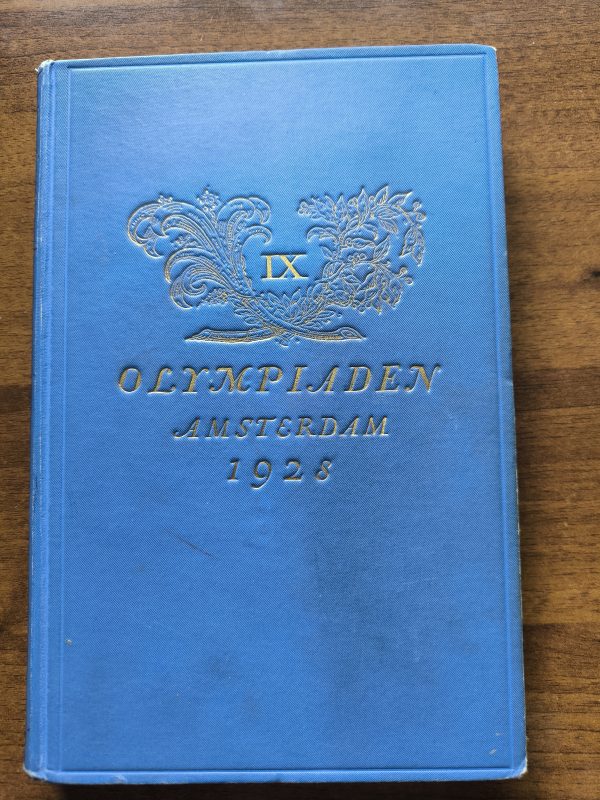 IX
OLYMPIADEN
AMSTERDAM
1928